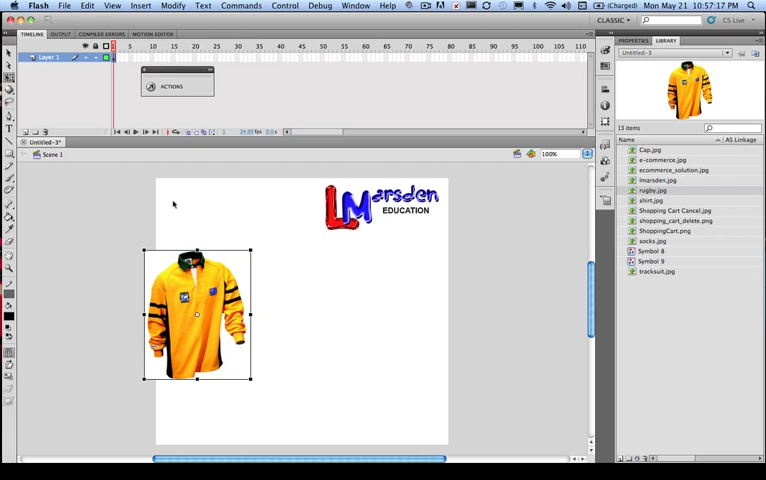 Flash File Edit View Insert Modify Text Commands Control Debug Window Help (Charged) Mon May 21 10:57:17 PM
CLASSIC CS Live
TIMELINE OUTPUT COMPILER ERRORS MOTION EDITOR
PROPERTIES LIBRARY
1 5 10 15 20 25 30 35 40 45 50 55 60 65 70 75 80 85 90 95 100 105 110
Untitled-3
Layer 1
ACTIONS
13 items
1 24.00 fps 0.0 s
Name AS Linkage
Untitled-3*
Cap.jpg
Scene 1 100%
e-commerce.jpg
ecommerce_solution.jpg
lmarsden.jpg
rugby.jpg
shirt.jpg
Shopping Cart Cancel.jpg
shopping_cart_delete.png
ShoppingCart.png
socks.jpg
Symbol 8
Symbol 9
tracksuit.jpg
LMarsden
EDUCATION